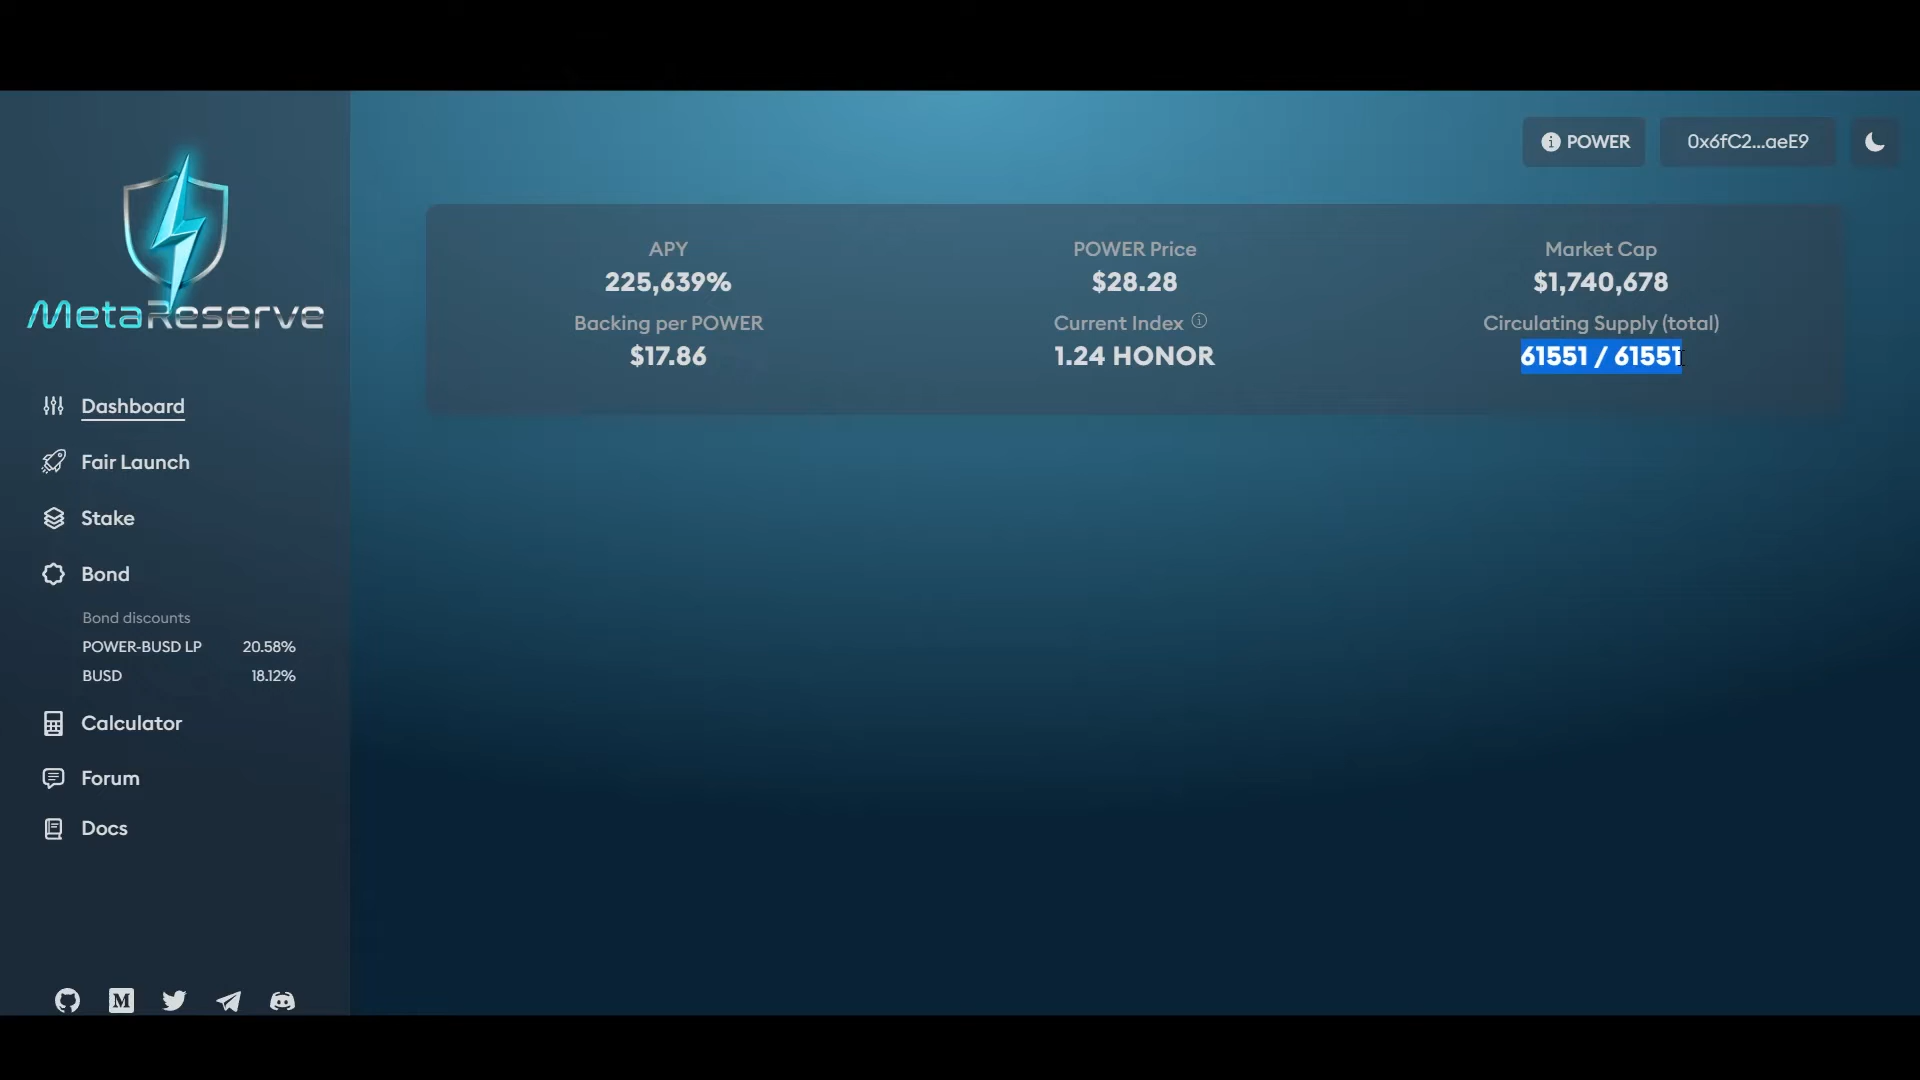 MetaReserve
Dashboard
Fair Launch
Stake
Bond
Bond discounts
POWER-BUSD LP 20.58%
BUSD 18.12%
Calculator
Forum
Docs
POWER
0x6fC2...aeE9
APY
225,639%
POWER Price
$28.28
Market Cap
$1,740,678
Backing per POWER
$17.86
Current Index
1.24 HONOR
Circulating Supply (total)
61551 / 61551